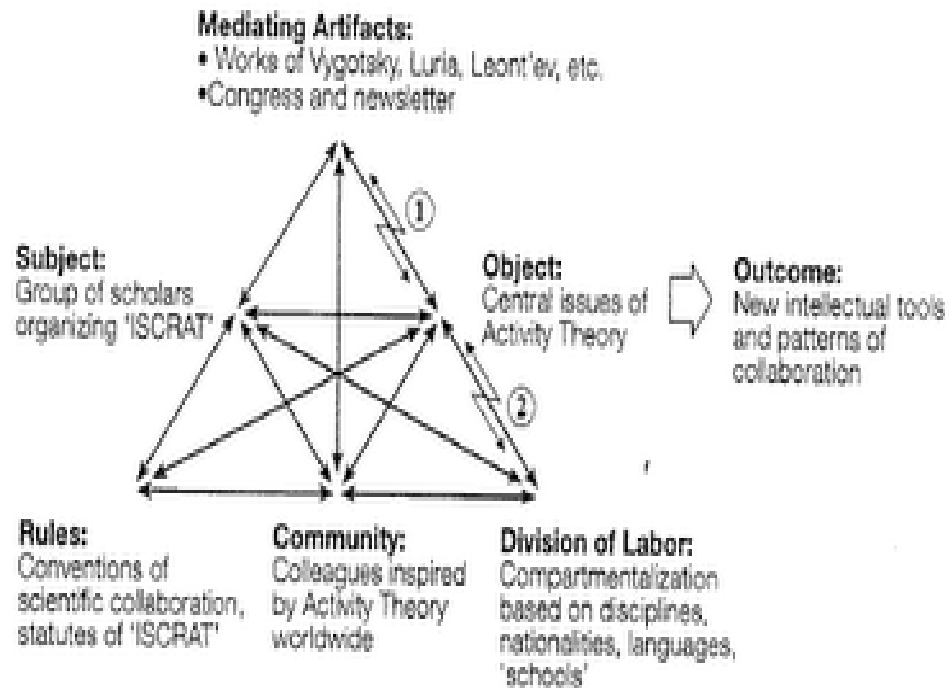 Mediating Artifacts:
• Works of Vygotsky, Luria, Leont'ev, etc.
•Congress and newsletter
①
Subject:
Group of scholars
organizing 'ISCRAT'
Object:
Central issues of
Activity Theory
Outcome:
New intellectual tools
and patterns of
collaboration
②
Rules:
Conventions of
scientific collaboration,
statutes of 'ISCRAT'
Community:
Colleagues inspired
by Activity Theory
worldwide
Division of Labor:
Compartmentalization
based on disciplines,
nationalities, languages,
'schools'